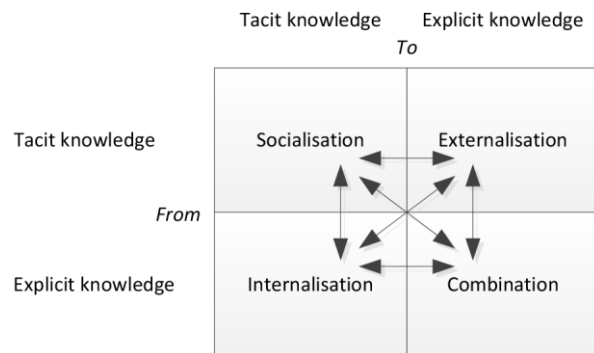 Tacit knowledge Explicit knowledge
To
Tacit knowledge Socialisation Externalisation
From
Explicit knowledge Internalisation Combination